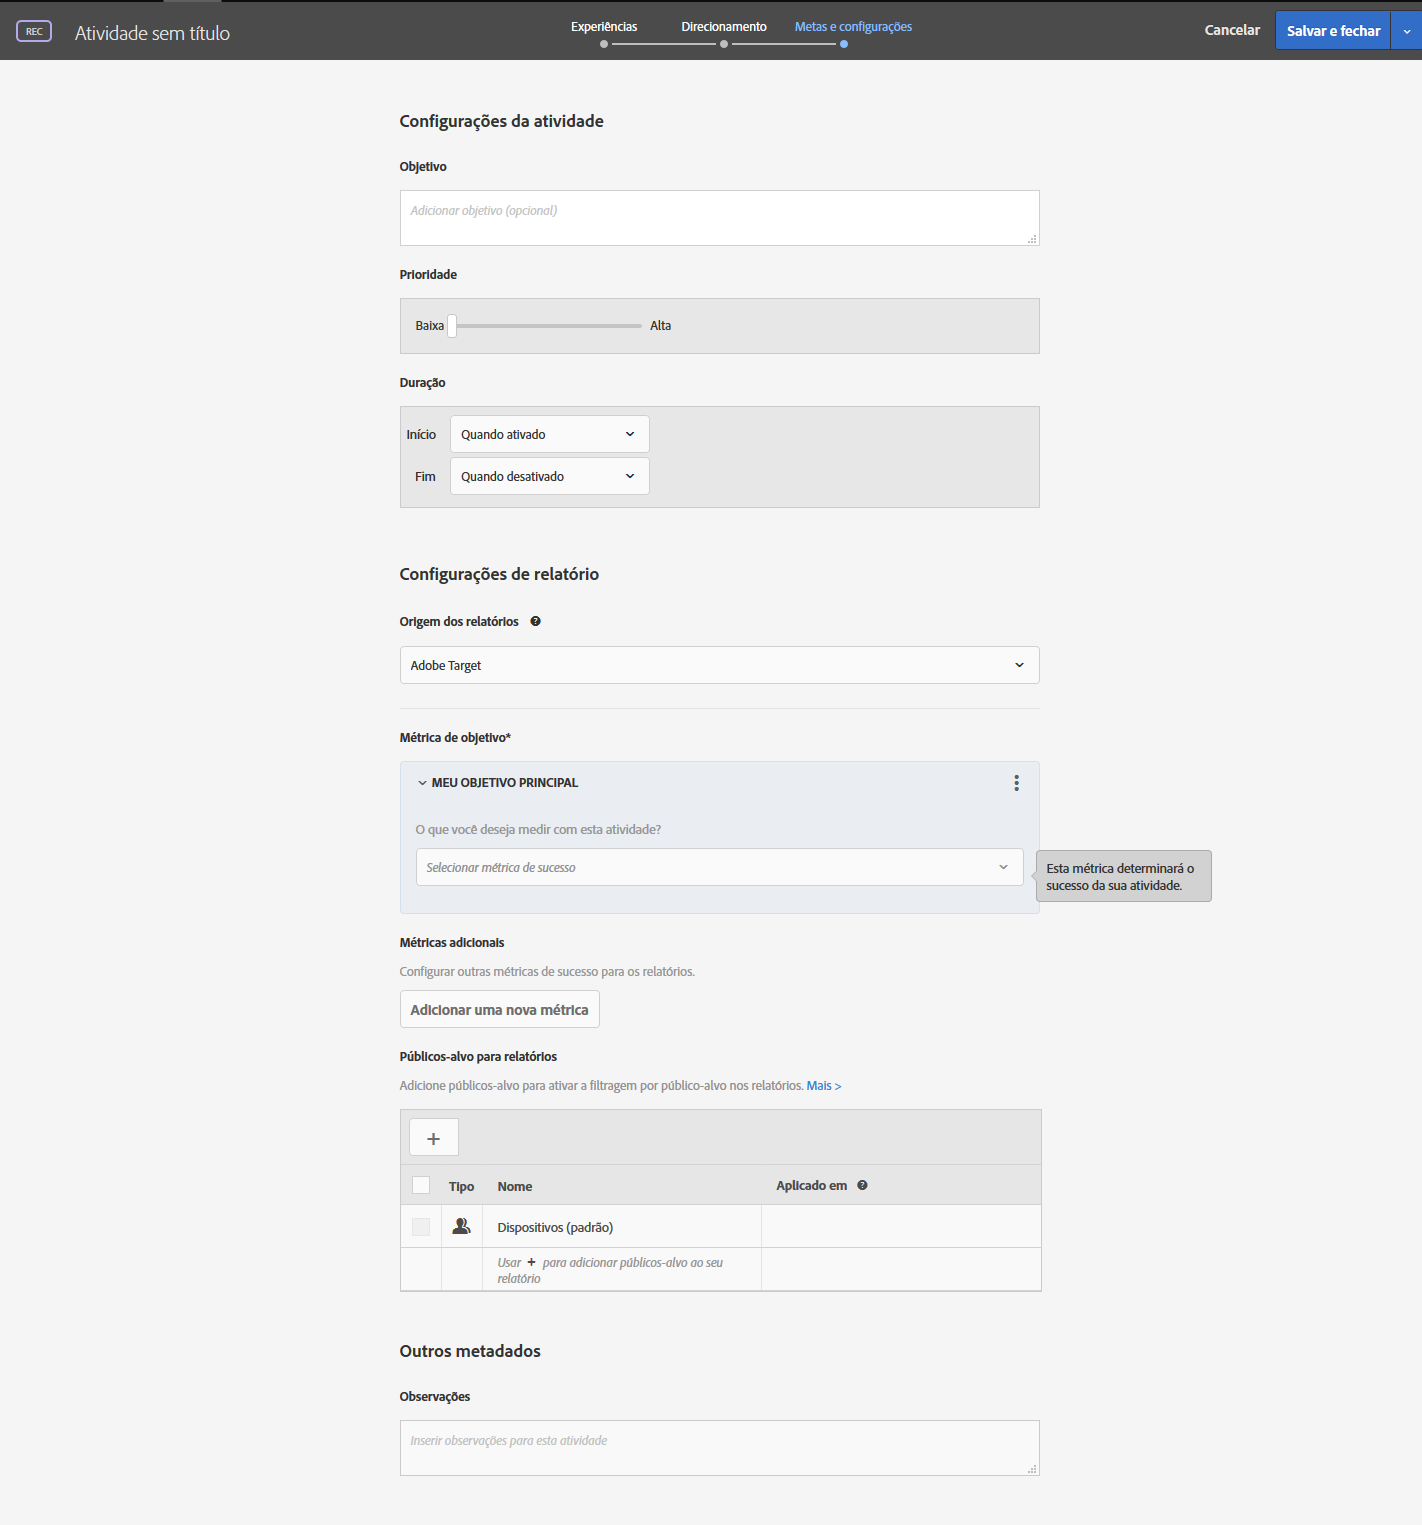 REC
Atividade sem título
Experiências
Direcionamento
Metas e configurações
Cancelar
Salvar e fechar
Configurações da atividade
Objetivo
Adicionar objetivo (opcional)
Prioridade
Baixa
Alta
Duração
Início
Quando ativado
Fim
Quando desativado
Configurações de relatório
Origem dos relatórios
Adobe Target
Métrica de objetivo*
MEU OBJETIVO PRINCIPAL
O que você deseja medir com esta atividade?
Selecionar métrica de sucesso
Esta métrica determinará o
sucesso da sua atividade.
Métricas adicionais
Configurar outras métricas de sucesso para os relatórios.
Adicionar uma nova métrica
Públicos-alvo para relatórios
Adicione públicos-alvo para ativar a filtragem por público-alvo nos relatórios. Mais >
+
Tipo
Nome
Aplicado em
Dispositivos (padrão)
Usar + para adicionar públicos-alvo ao seu
relatório
Outros metadados
Observações
Inserir observações para esta atividade